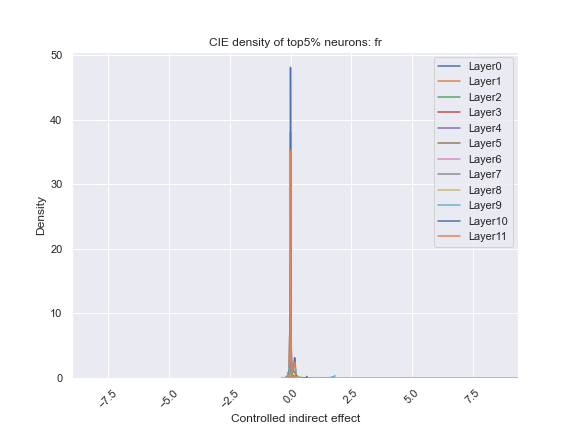 CIE density of top5% neurons: fr
50
40
30
20
10
0
Density
−7.5
−5.0
−2.5
0.0
2.5
5.0
7.5
Controlled indirect effect
Layer0
Layer1
Layer2
Layer3
Layer4
Layer5
Layer6
Layer7
Layer8
Layer9
Layer10
Layer11